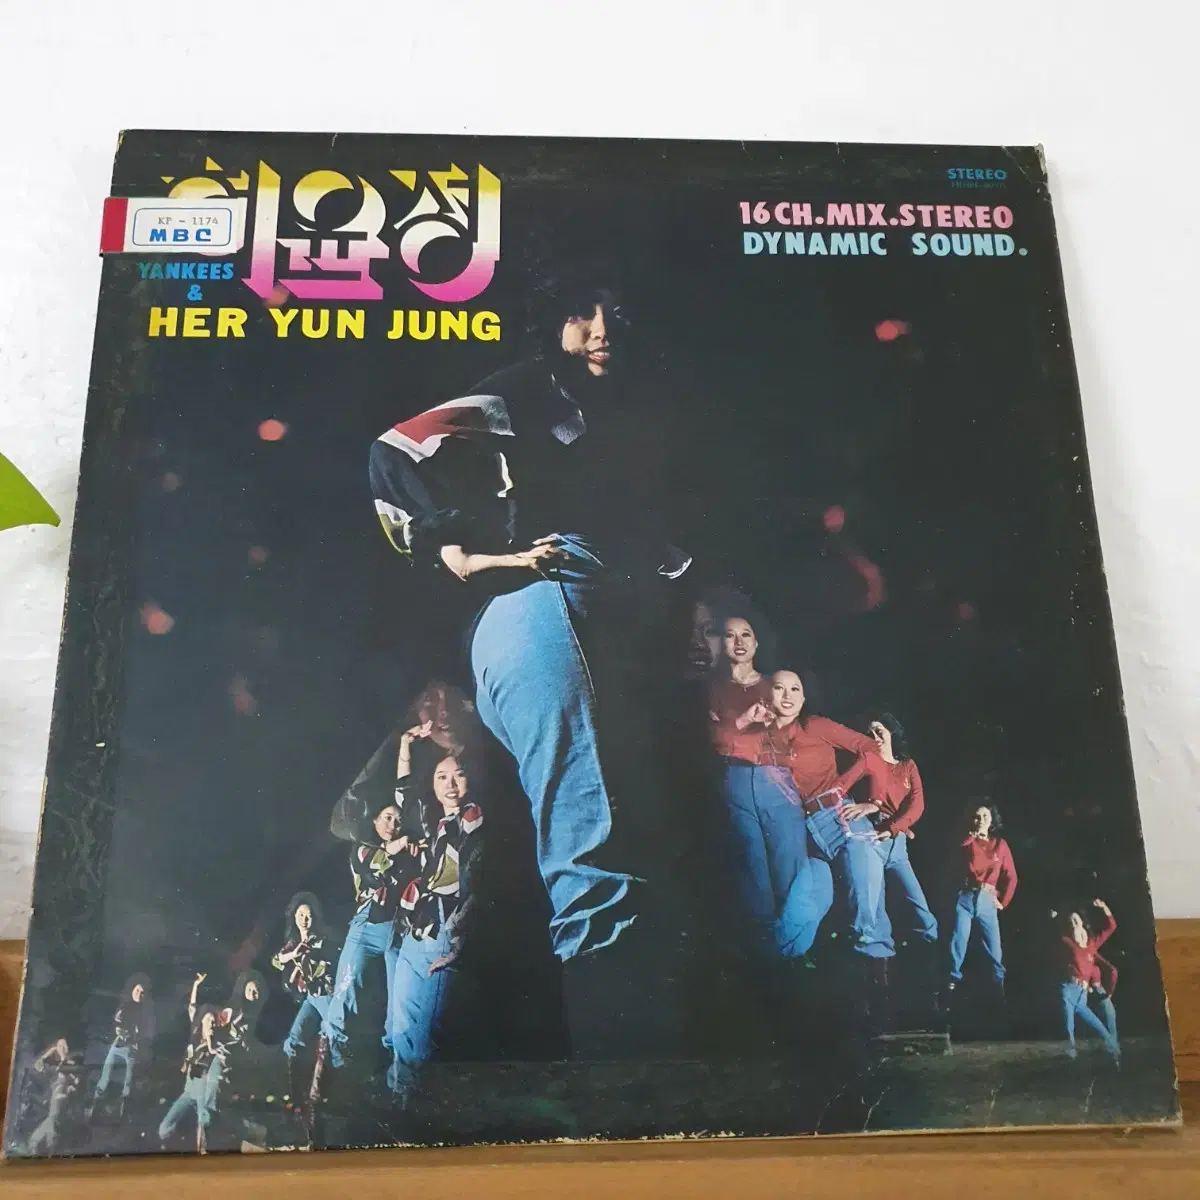 허윤정
KP - 1174
MBC
YANKEES
&
HER YUN JUNG
STEREO
16CH.MIX.STEREO
DYNAMIC SOUND.